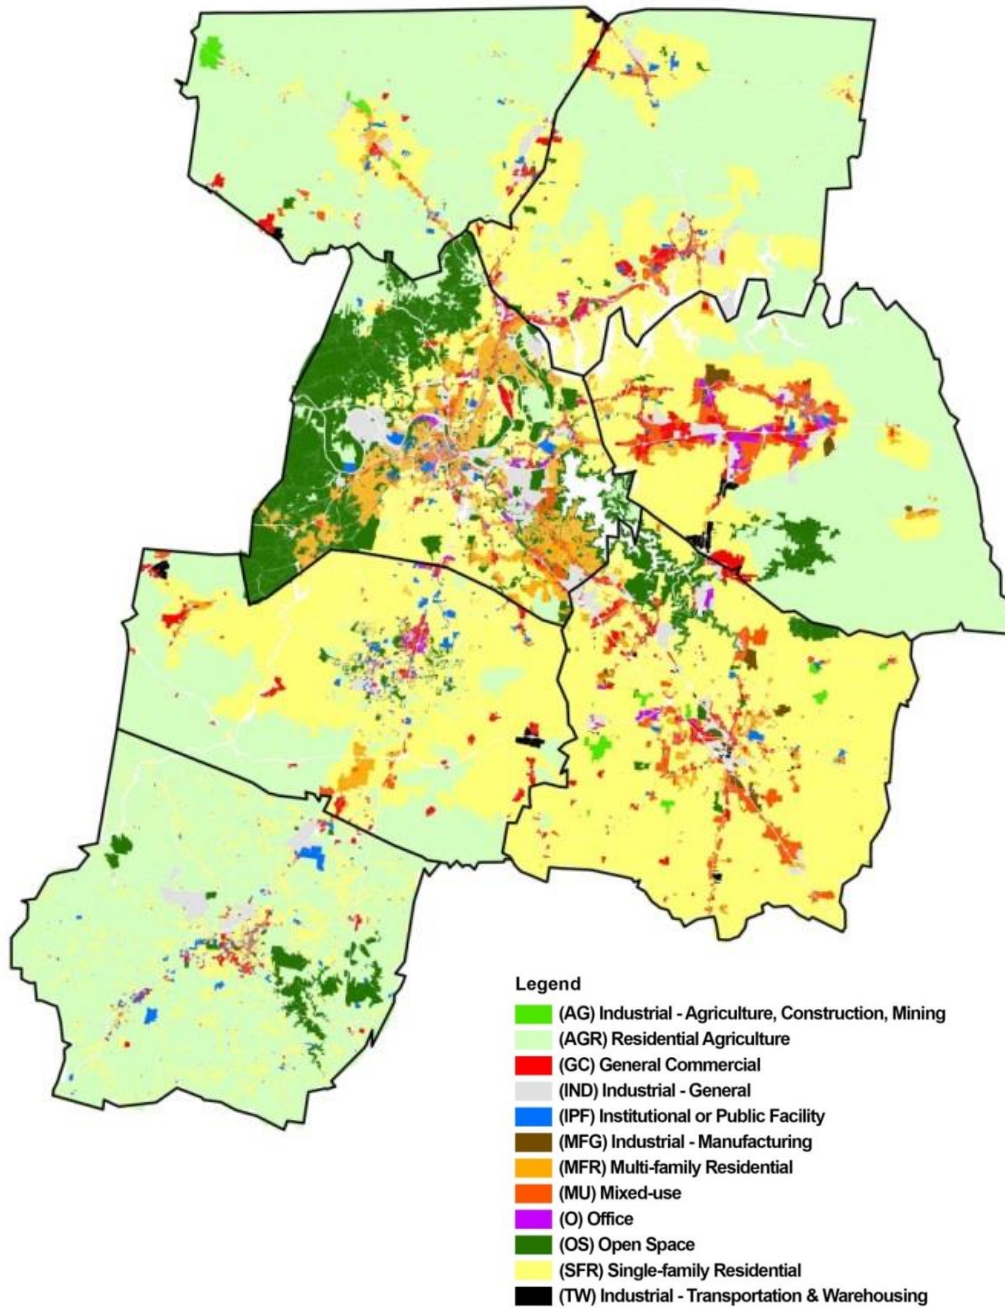 Legend
(AG) Industrial - Agriculture, Construction, Mining
(AGR) Residential Agriculture
(GC) General Commercial
(IND) Industrial - General
(IPF) Institutional or Public Facility
(MFG) Industrial - Manufacturing
(MFR) Multi-family Residential
(MU) Mixed-use
(O) Office
(OS) Open Space
(SFR) Single-family Residential
(TW) Industrial - Transportation & Warehousing